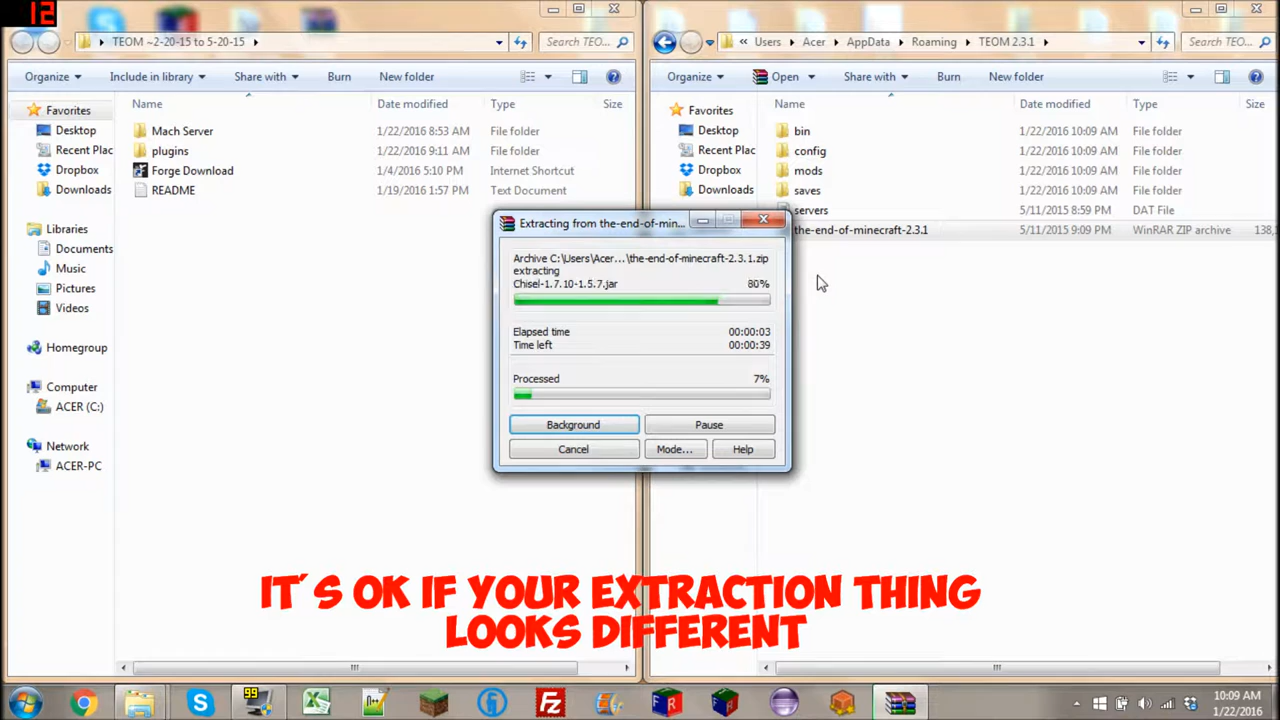 12
TEOM ~2-20-15 to 5-20-15
Search TEO...
Organize
Include in library
Share with
Burn
New folder
Favorites
Desktop
Recent Plac
Dropbox
Downloads
Libraries
Documents
Music
Pictures
Videos
Homegroup
Computer
ACER (C:)
Network
ACER-PC
Name
Date modified
Type
Size
Mach Server
1/22/2016 8:53 AM
File folder
plugins
1/22/2016 9:11 AM
File folder
Forge Download
1/4/2016 5:10 PM
Internet Shortcut
README
1/19/2016 1:57 PM
Text Document
« Users
Acer
AppData
Roaming
TEOM 2.3.1
Search TEO...
Organize
Open
Share with
Burn
New folder
Favorites
Desktop
Recent Plac
Dropbox
Downloads
Name
Date modified
Type
Size
bin
1/22/2016 10:09 AM
File folder
config
1/22/2016 10:09 AM
File folder
mods
1/22/2016 10:09 AM
File folder
saves
1/22/2016 10:09 AM
File folder
servers
5/11/2015 8:59 PM
DAT File
the-end-of-minecraft-2.3.1
5/11/2015 9:09 PM
WinRAR ZIP archive
138,
Extracting from the-end-of-min...
Archive C:\Users\Acer...\the-end-of-minecraft-2.3.1.zip
extracting
Chisel-1.7.10-1.5.7.jar 80%
Elapsed time 00:00:03
Time left 00:00:39
Processed 7%
Background
Pause
Cancel
Mode...
Help
IT'S OK IF YOUR EXTRACTION THING
LOOKS DIFFERENT
99
10:09 AM
1/22/2016